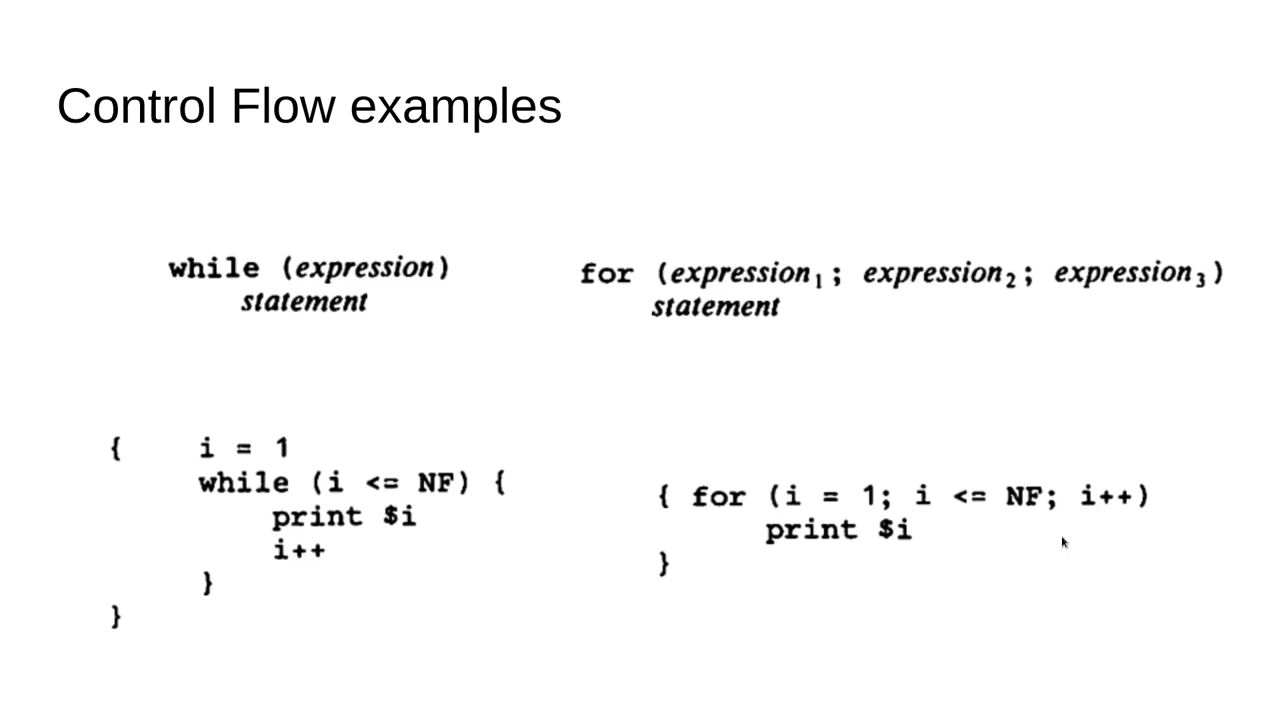 Control Flow examples
while (expression)
statement
for (expression₁; expression₂; expression₃)
statement
{ i = 1
while (i <= NF) {
print $i
i++
}
}
{ for (i = 1; i <= NF; i++)
print $i
}